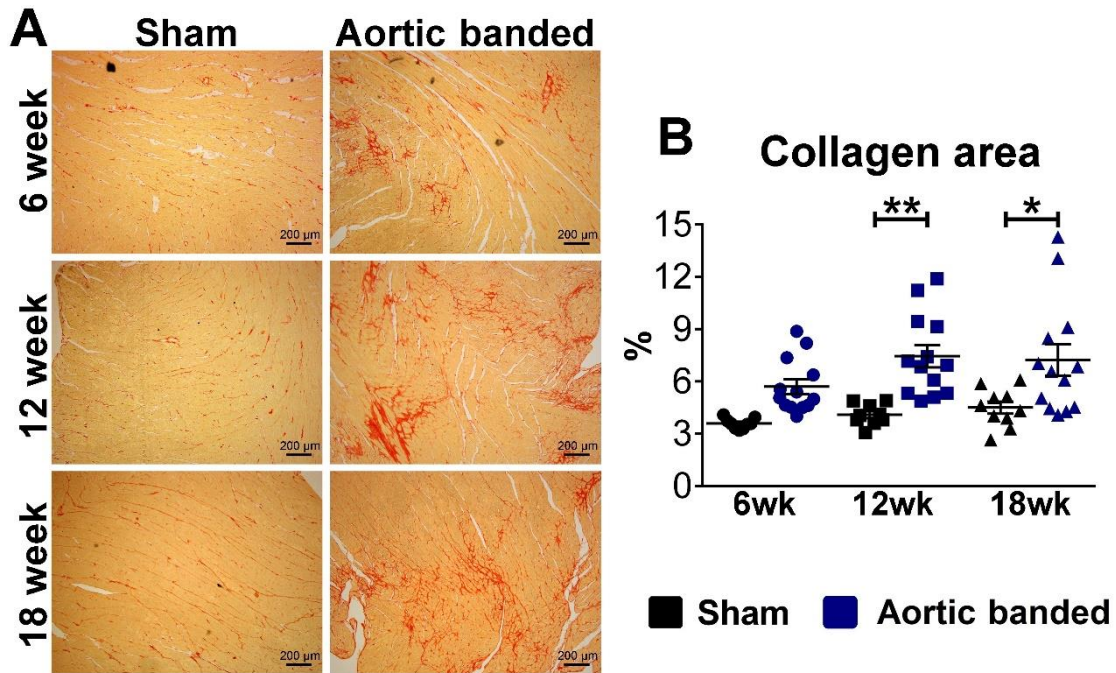 A
Sham
Aortic banded
6 week
200 µm
200 µm
12 week
200 µm
200 µm
18 week
200 µm
200 µm
B
Collagen area
**
*
15
12
9
6
3
0
%
6wk
12wk
18wk
Sham
Aortic banded